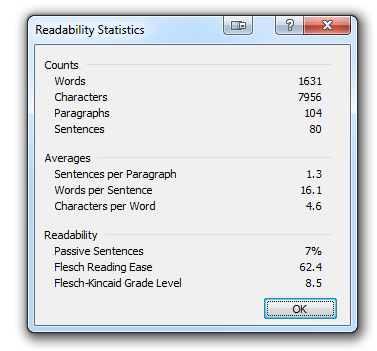 Readability Statistics
Counts
Words 1631
Characters 7956
Paragraphs 104
Sentences 80
Averages
Sentences per Paragraph 1.3
Words per Sentence 16.1
Characters per Word 4.6
Readability
Passive Sentences 7%
Flesch Reading Ease 62.4
Flesch-Kincaid Grade Level 8.5
OK